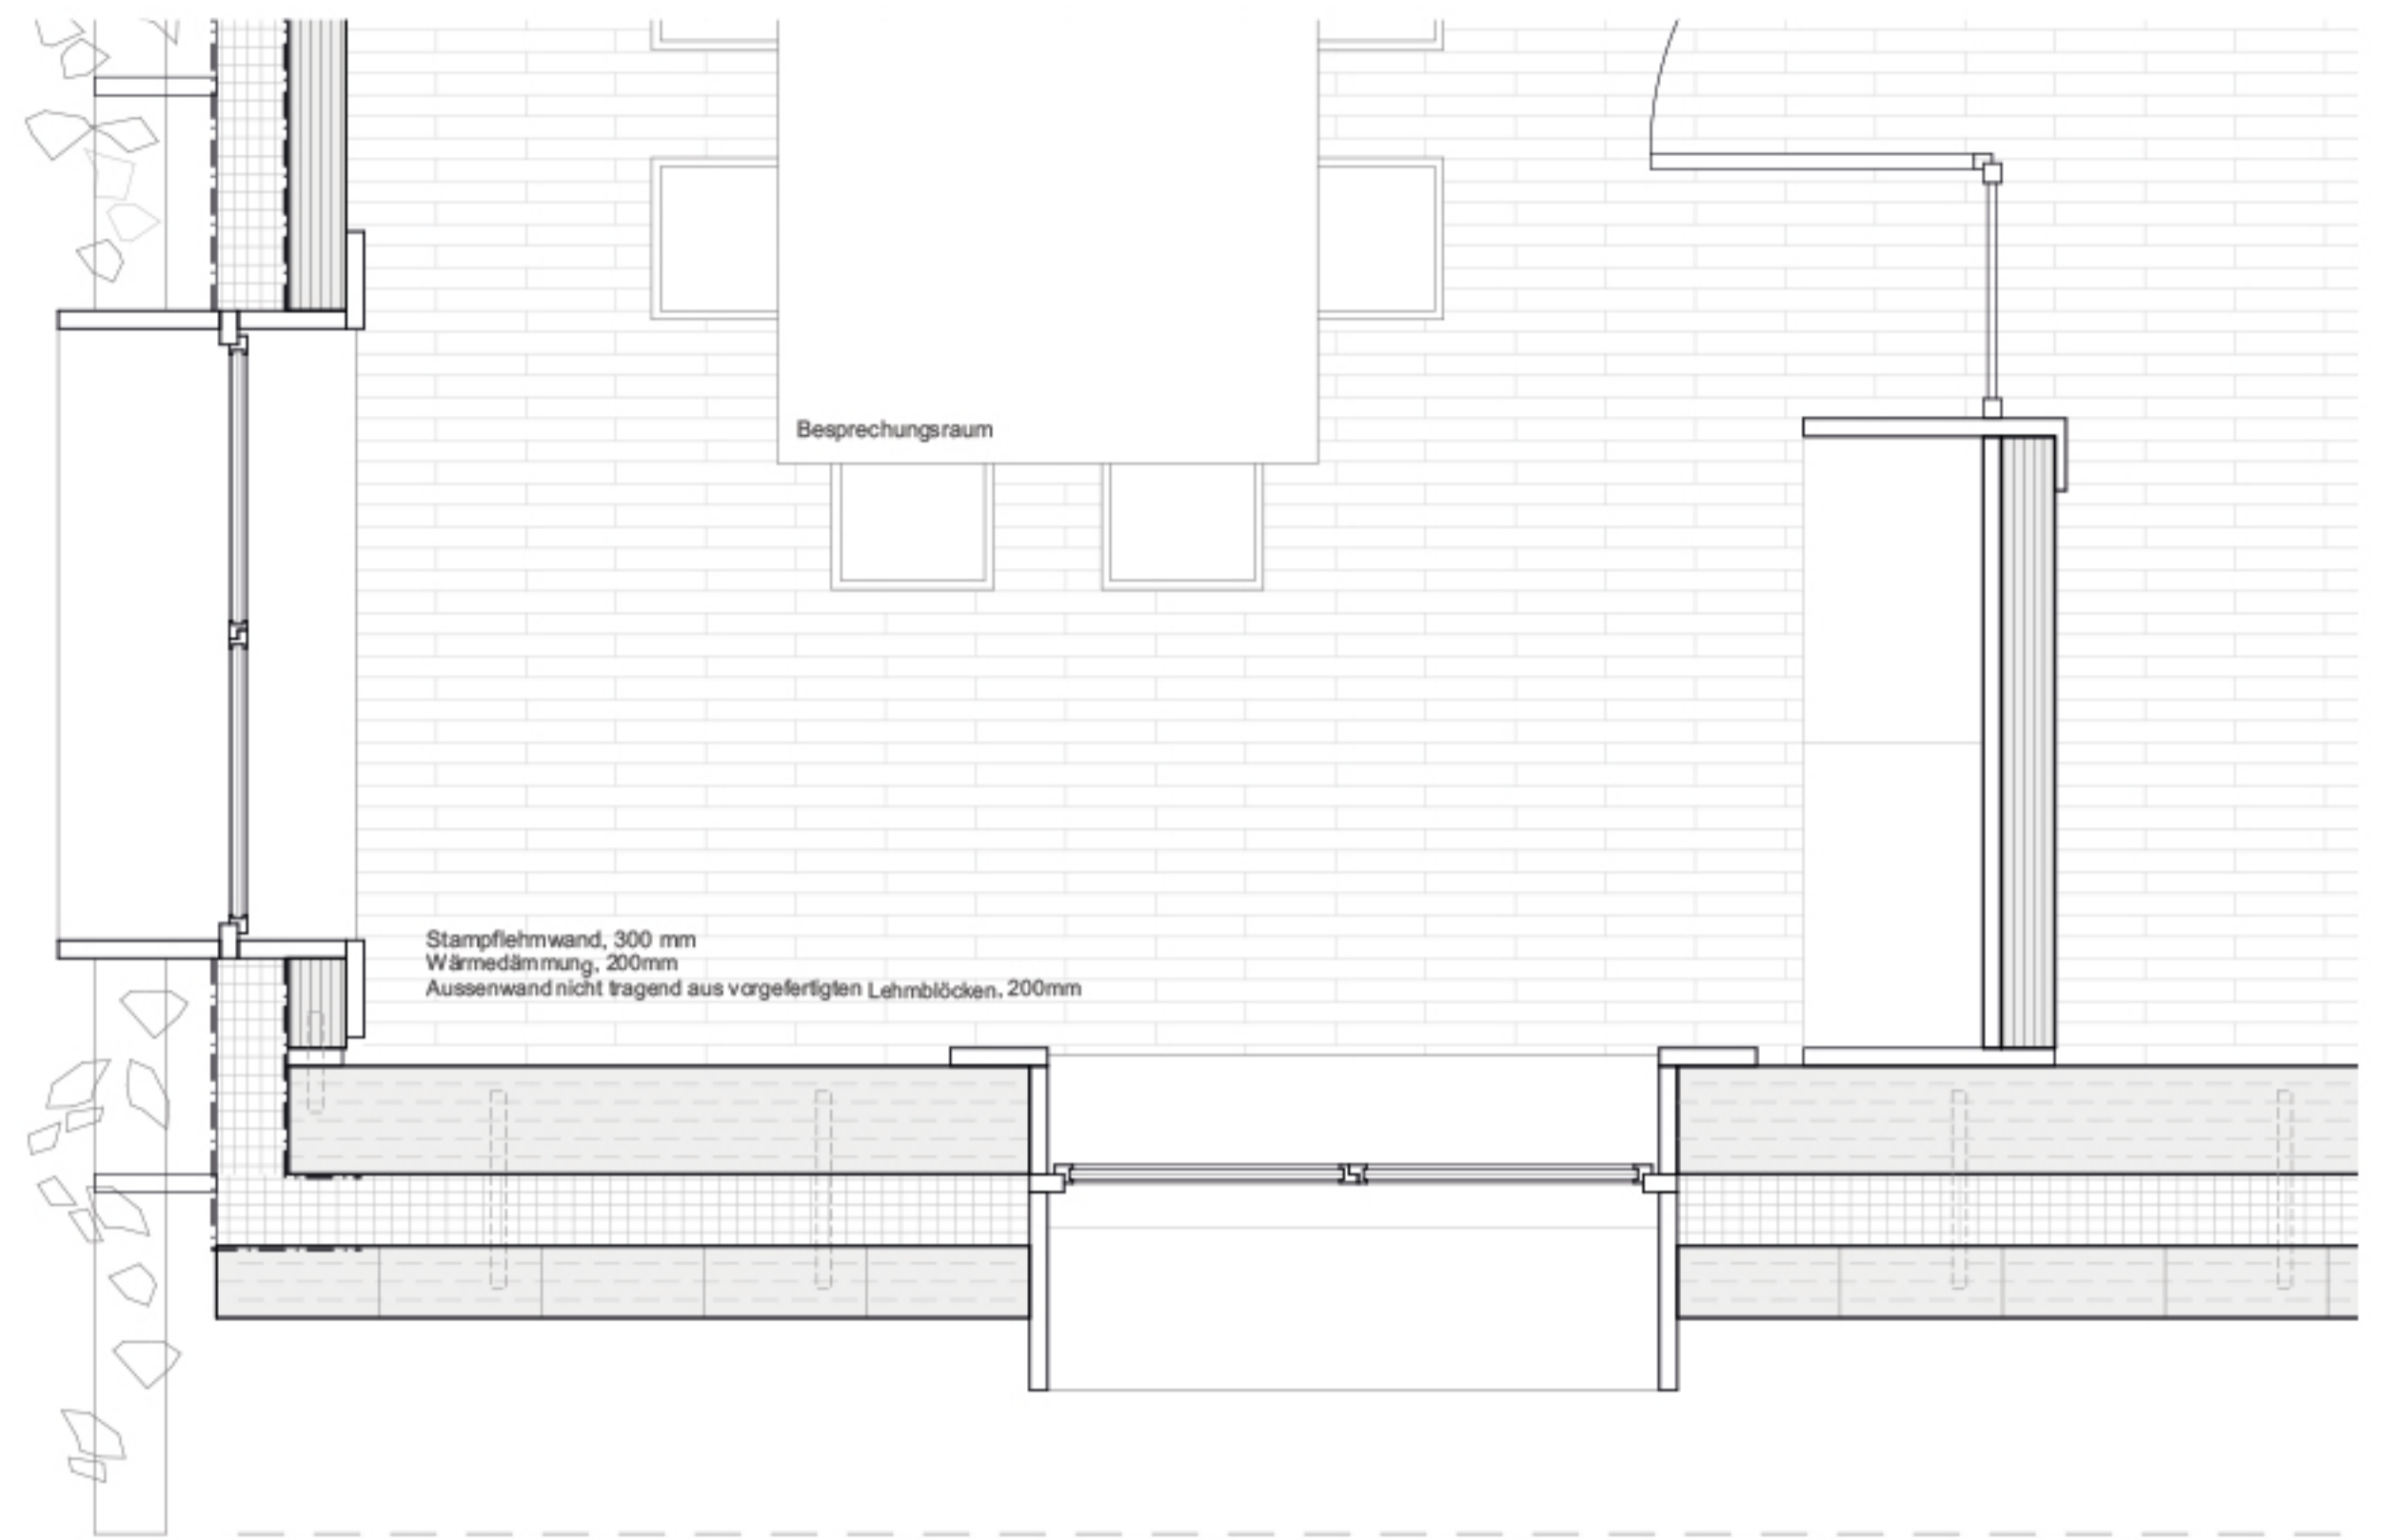 Besprechungsraum
Stampflehmwand, 300 mm
Wärmedämmung, 200mm
Aussenwand nicht tragend aus vorgefertigten Lehmblöcken, 200mm